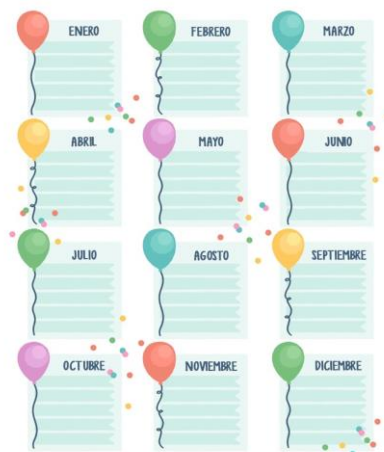 ENERO
FEBRERO
MARZO
ABRIL
MAYO
JUNIO
JULIO
AGOSTO
SEPTIEMBRE
OCTUBRE
NOVIEMBRE
DICIEMBRE